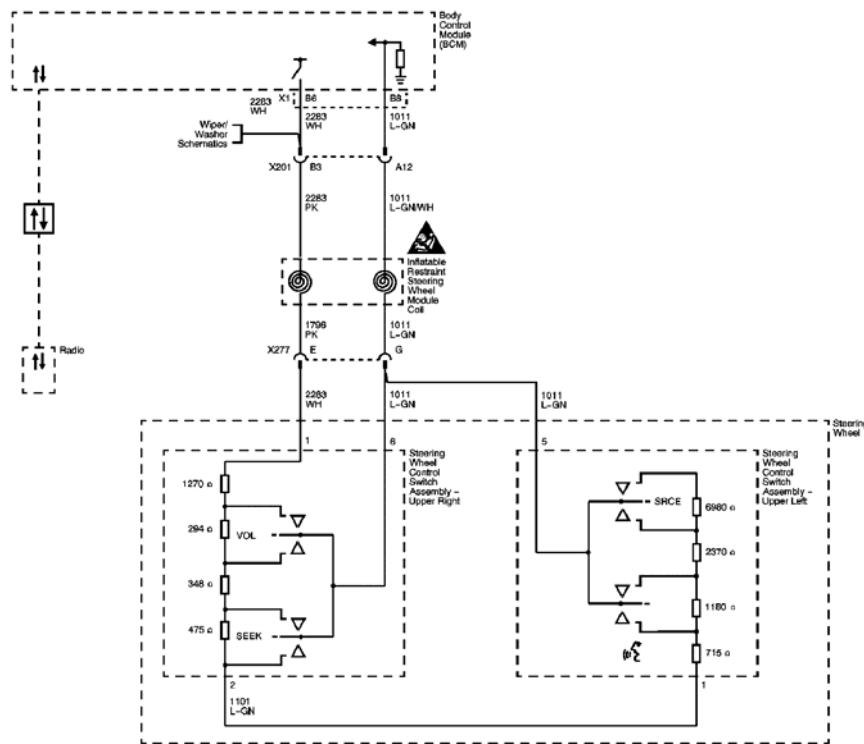 Body
Control
Module
(BCM)
X1 B6 B8
2283
WH
2283
WH
1011
L-GN
Wiper/
Washer
Schematics
X201 B3 A12
2283
PK
1011
L-GN/WH
Inflatable
Restraint
Steering
Wheel
Module
Coil
1796
PK
1011
L-GN
X277 E G
Radio
2283
WH
1011
L-GN
1011
L-GN
Steering
Wheel
1 6 5
Steering
Wheel
Control
Switch
Assembly –
Upper Right
Steering
Wheel
Control
Switch
Assembly –
Upper Left
1270 Ω
294 Ω
VOL
348 Ω
475 Ω
SEEK
SRCE
6980 Ω
2370 Ω
1180 Ω
715 Ω
2 1
1101
L-GN